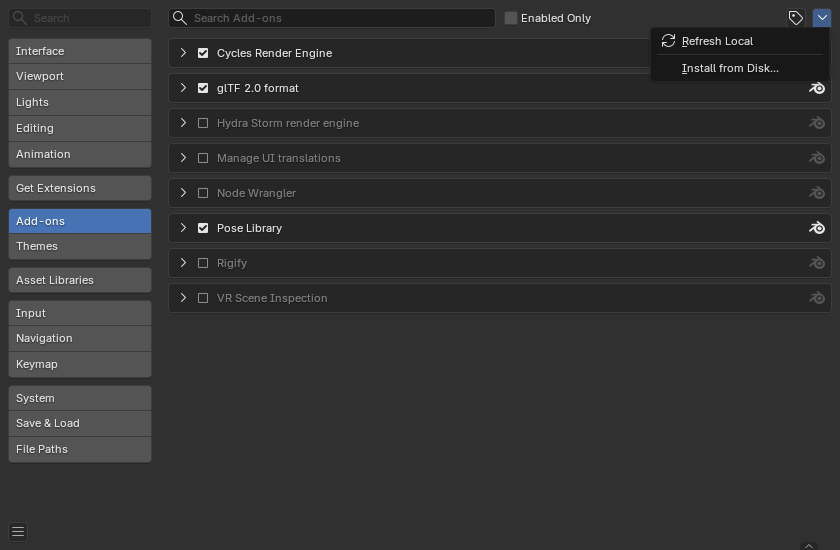 Search
Interface
Viewport
Lights
Editing
Animation
Get Extensions
Add-ons
Themes
Asset Libraries
Input
Navigation
Keymap
System
Save & Load
File Paths
Search Add-ons
Enabled Only
Refresh Local
Install from Disk...
Cycles Render Engine
glTF 2.0 format
Hydra Storm render engine
Manage UI translations
Node Wrangler
Pose Library
Rigify
VR Scene Inspection